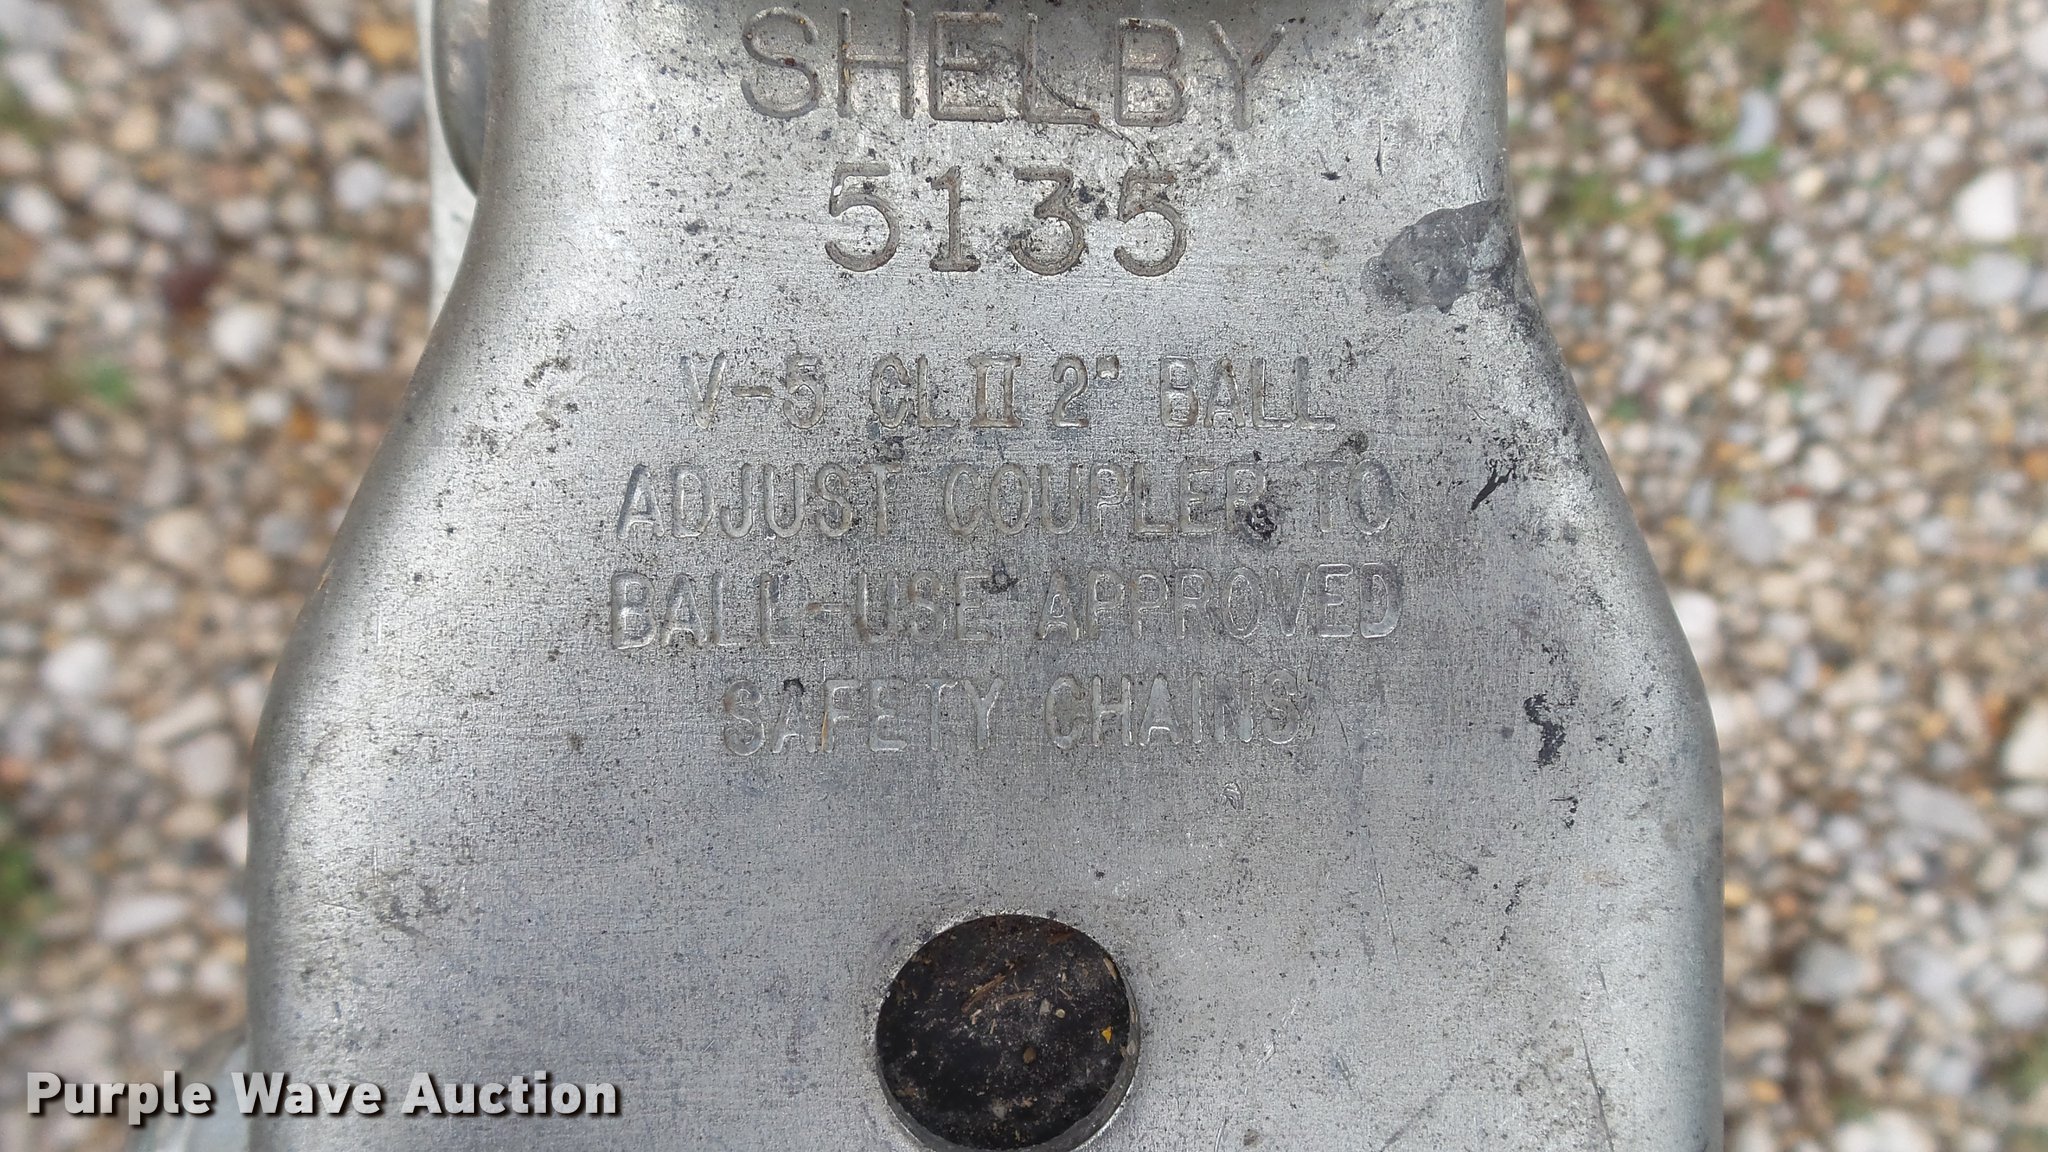 SHELBY
5135
V-5 CL II 2" BALL
ADJUST COUPLER TO
BALL-USE APPROVED
SAFETY CHAINS
Purple Wave Auction